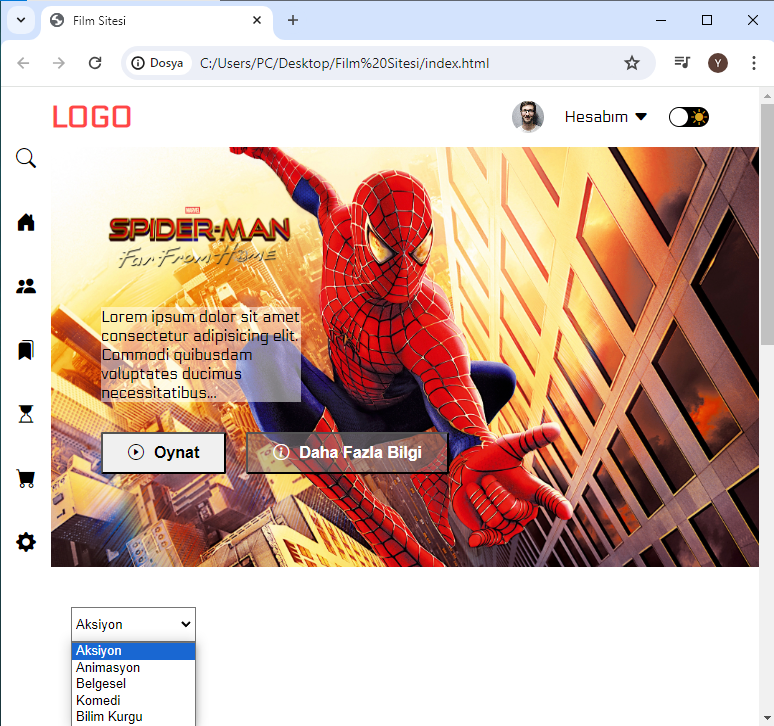 Film Sitesi
Dosya
C:/Users/PC/Desktop/Film%20Sitesi/index.html
Y
LOGO
Hesabım
MARVEL
SPIDER-MAN
Far From Home
Lorem ipsum dolor sit amet
consectetur adipisicing elit.
Commodi quibusdam
voluptates ducimus
necessitatibus...
Oynat
Daha Fazla Bilgi
Aksiyon
Aksiyon
Animasyon
Belgesel
Komedi
Bilim Kurgu